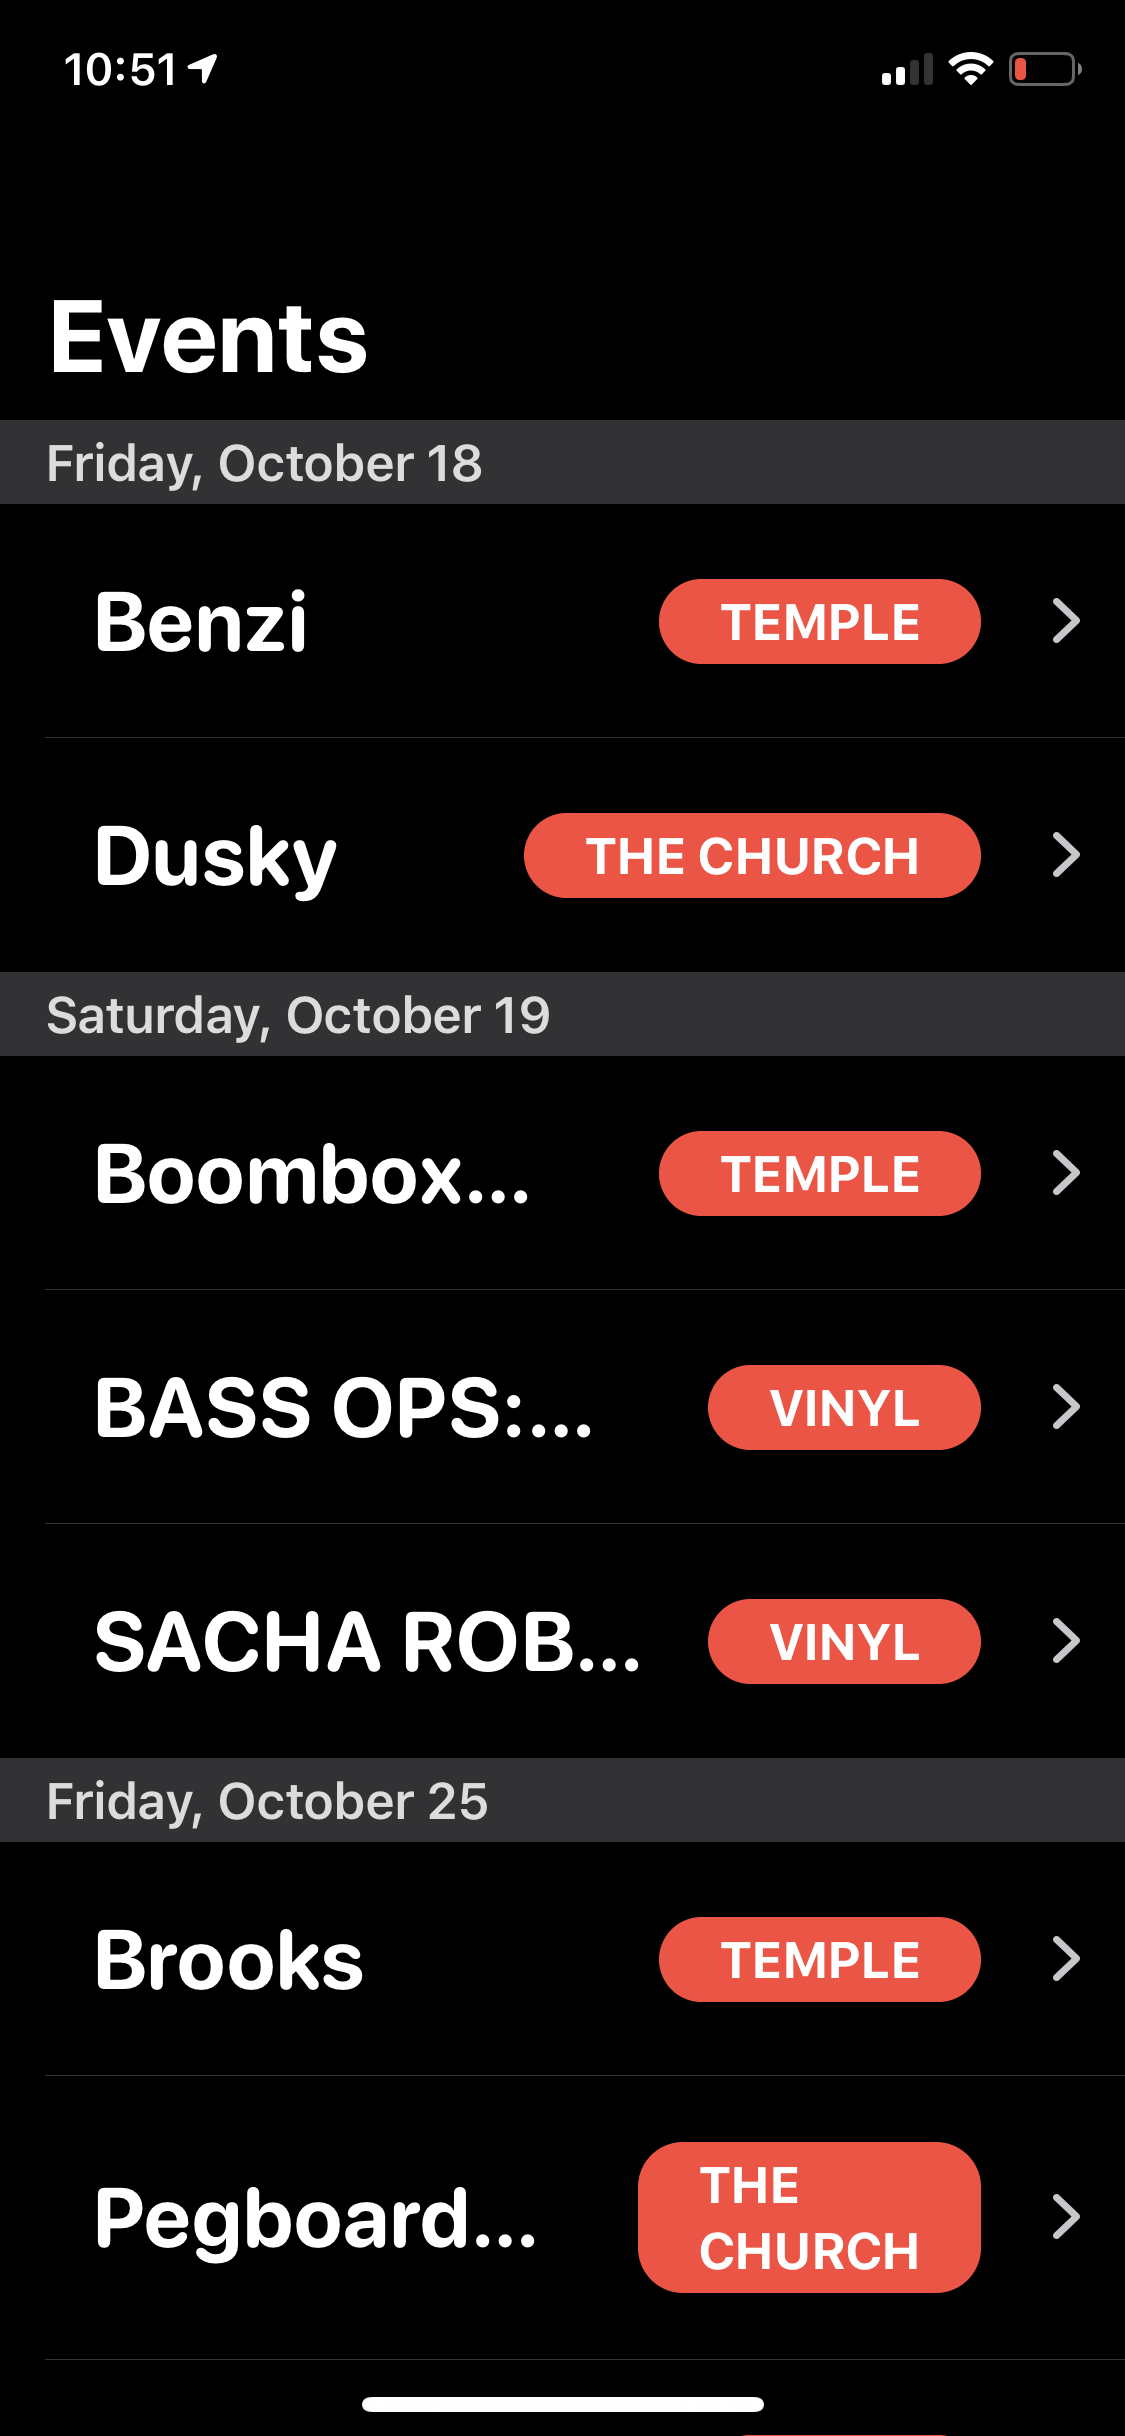 10:51
Events
Friday, October 18
Benzi TEMPLE
Dusky THE CHURCH
Saturday, October 19
Boombox... TEMPLE
BASS OPS:... VINYL
SACHA ROB... VINYL
Friday, October 25
Brooks TEMPLE
Pegboard... THE
CHURCH